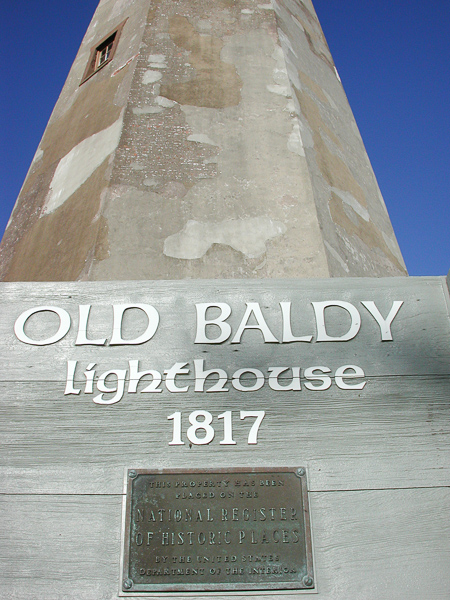 OLD BALDY
lighthouse
1817
THIS PROPERTY HAS BEEN
PLACED ON THE
NATIONAL REGISTER
OF HISTORIC PLACES
BY THE UNITED STATES
DEPARTMENT OF THE INTERIOR